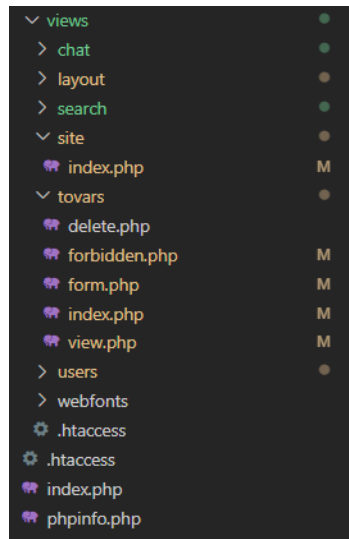 views
chat
layout
search
site
index.php M
tovars
delete.php
forbidden.php M
form.php M
index.php M
view.php M
users
webfonts
.htaccess
.htaccess
index.php
phpinfo.php